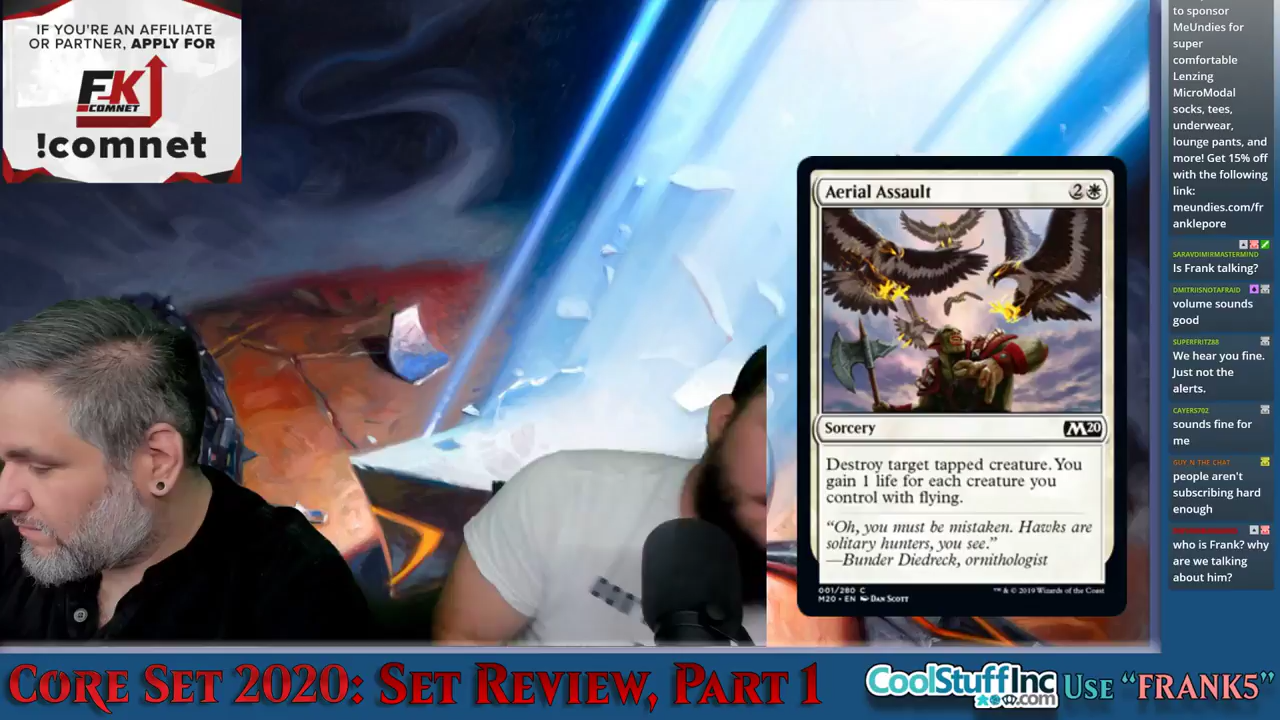 IF YOU'RE AN AFFILIATE
OR PARTNER, APPLY FOR
FK
COMNET
!comnet
Aerial Assault
2
Sorcery
M20
Destroy target tapped creature. You
gain 1 life for each creature you
control with flying.
“Oh, you must be mistaken. Hawks are
solitary hunters, you see.”
—Bunder Diedreck, ornithologist
001/280 C
M20 • EN DAN SCOTT
™ & © 2019 Wizards of the Coast
to sponsor
MeUndies for
super
comfortable
Lenzing
MicroModal
socks, tees,
underwear,
lounge pants, and
more! Get 15% off
with the following
link:
meundies.com/fr
anklepore
SARAVDIMIRMASTERMIND
Is Frank talking?
DMITRIISNOTAFRAID
volume sounds
good
SUPERFRITZ88
We hear you fine.
Just not the
alerts.
CAYERS702
sounds fine for
me
GUY N THE CHAT
people aren't
subscribing hard
enough
who is Frank? why
are we talking
about him?
CORE SET 2020: SET REVIEW, PART 1
CoolStuffInc
.com
USE “FRANK5”